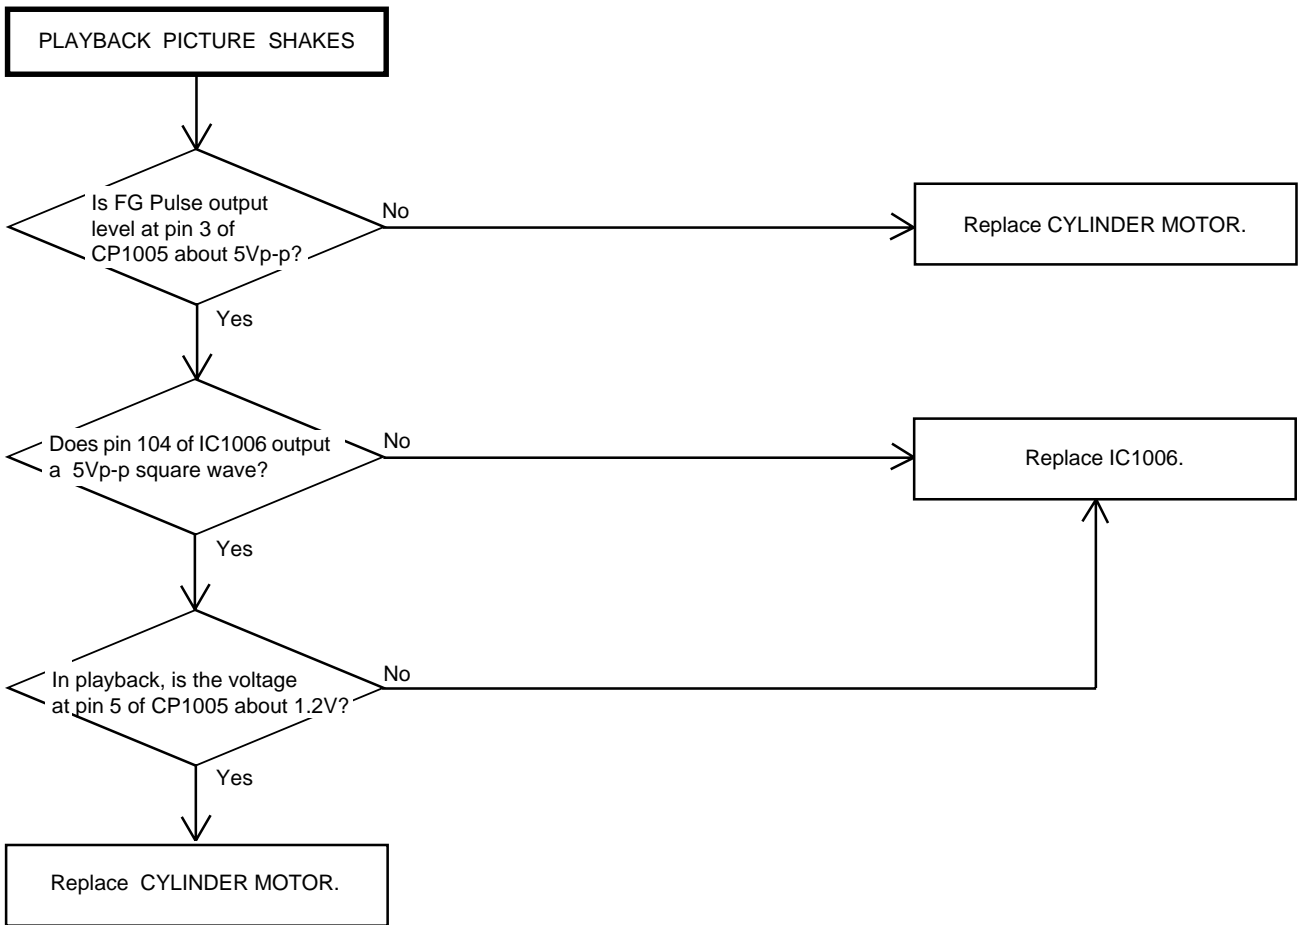 PLAYBACK PICTURE SHAKES
Is FG Pulse output
level at pin 3 of
CP1005 about 5Vp-p?
No
Replace CYLINDER MOTOR.
Yes
Does pin 104 of IC1006 output
a 5Vp-p square wave?
No
Replace IC1006.
Yes
In playback, is the voltage
at pin 5 of CP1005 about 1.2V?
No
Yes
Replace CYLINDER MOTOR.